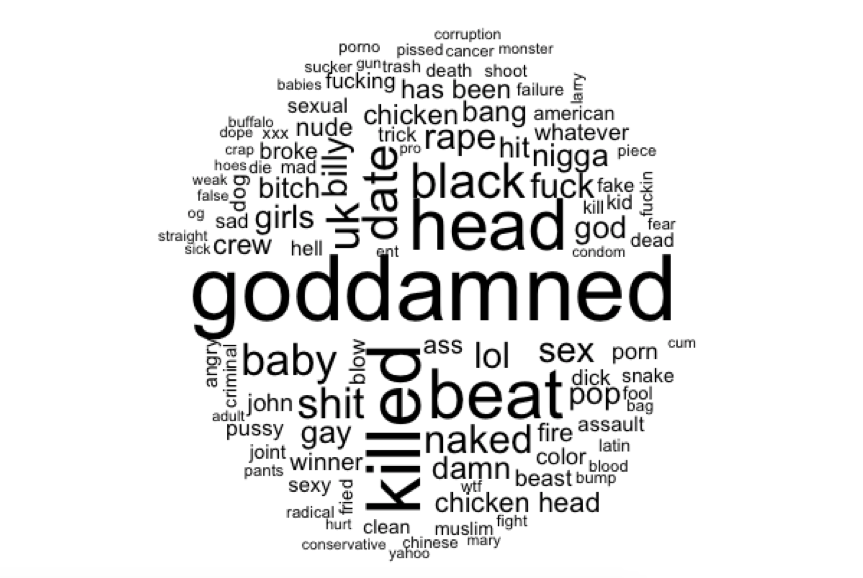 corruption
porno pissed cancer monster
sucker gun trash death shoot
babies fucking has been failure larry
sexual chicken bang american
buffalo nude trick rape hit whatever
dope xxx pro
crap broke billy date nigga piece
hoes die mad
weak dog bitch black fuck fake fuckin
false kill kid
og sad girls uk head god fear
straight crew hell dead
sick ent condom
goddamned
angry criminal baby blow killed ass lol sex porn cum
dick snake
john shit beat pop fool
bag
adult
pussy gay naked fire assault
joint winner damn color latin
pants blood
sexy fried wtf beast bump
chicken head
radical
hurt clean muslim fight
conservative chinese mary
yahoo